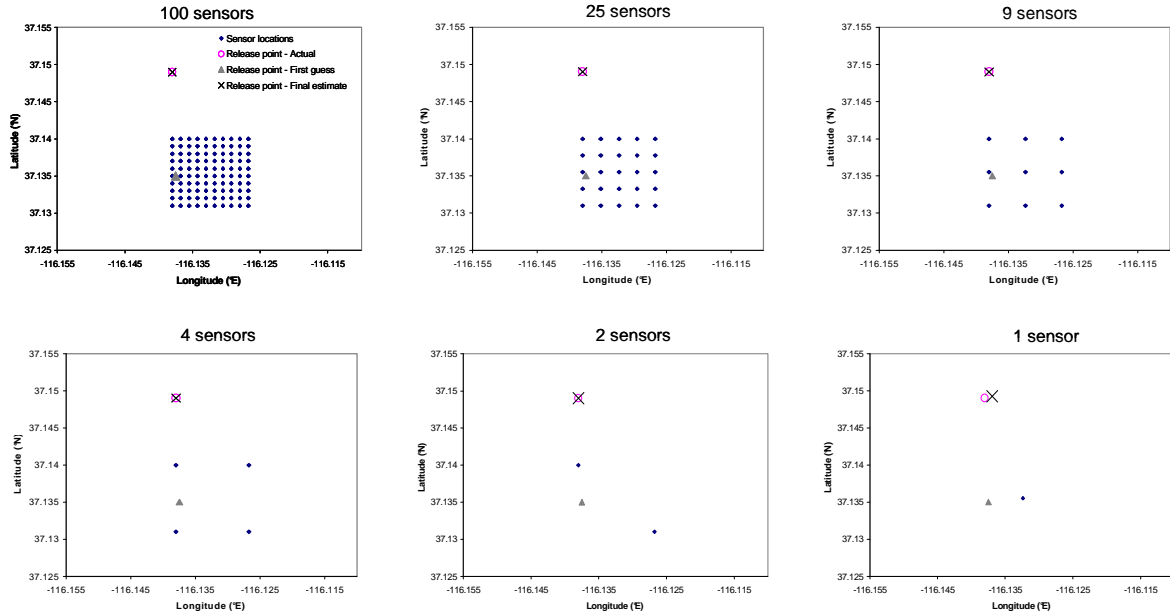 100 sensors
37.155
37.15
37.145
37.14
37.135
37.13
37.125
Latitude (°N)
-116.155 -116.145 -116.135 -116.125 -116.115
Longitude (°E)
Sensor locations
Release point - Actual
Release point - First guess
Release point - Final estimate
25 sensors
37.155
37.15
37.145
37.14
37.135
37.13
37.125
Latitude (°N)
-116.155 -116.145 -116.135 -116.125 -116.115
Longitude (°E)
9 sensors
37.155
37.15
37.145
37.14
37.135
37.13
37.125
Latitude (°N)
-116.155 -116.145 -116.135 -116.125 -116.115
Longitude (°E)
4 sensors
37.155
37.15
37.145
37.14
37.135
37.13
37.125
Latitude (°N)
-116.155 -116.145 -116.135 -116.125 -116.115
Longitude (°E)
2 sensors
37.155
37.15
37.145
37.14
37.135
37.13
37.125
Latitude (°N)
-116.155 -116.145 -116.135 -116.125 -116.115
Longitude (°E)
1 sensor
37.155
37.15
37.145
37.14
37.135
37.13
37.125
Latitude (°N)
-116.155 -116.145 -116.135 -116.125 -116.115
Longitude (°E)